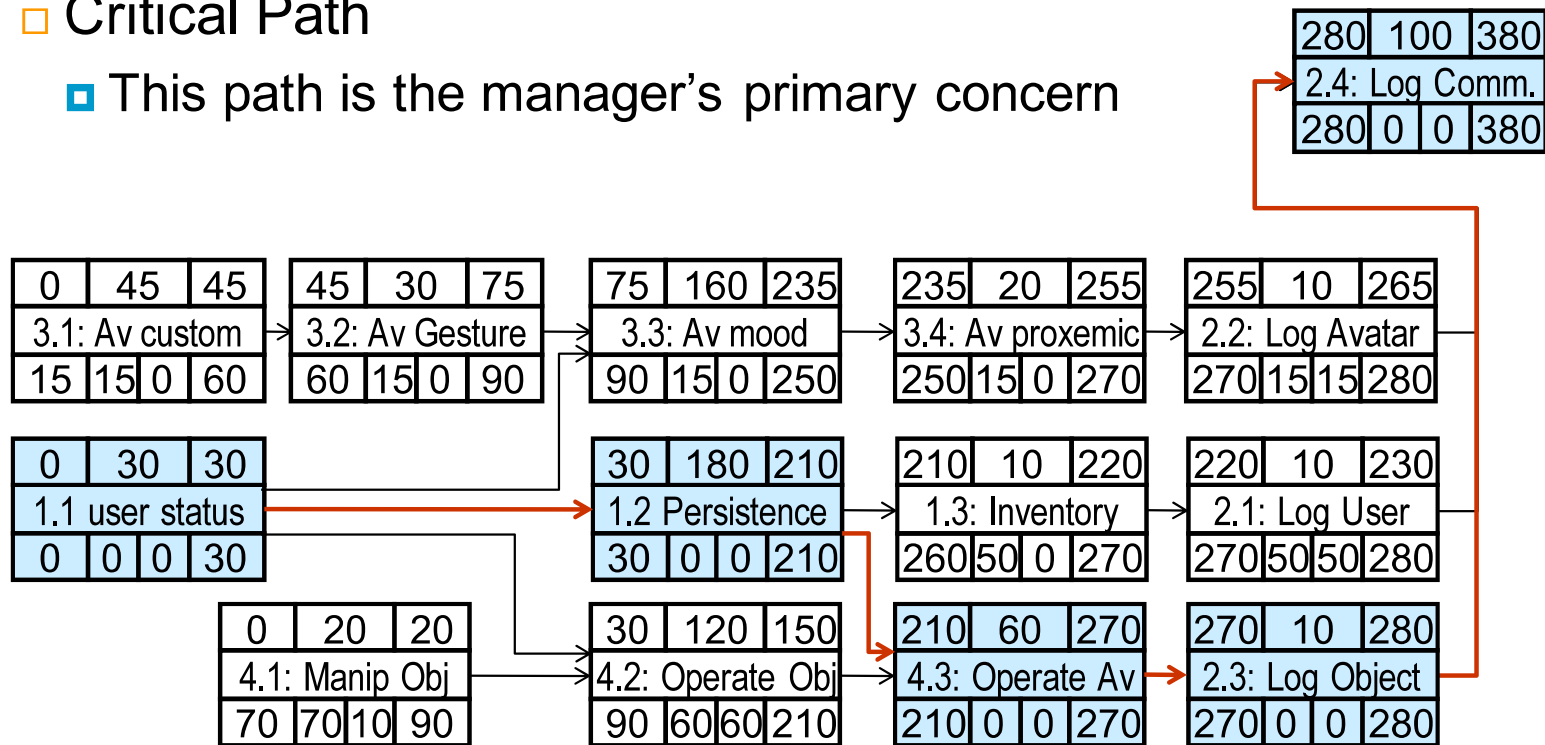 Critical Path
This path is the manager's primary concern
280 100 380
2.4: Log Comm.
280 0 0 380
0 45 45
3.1: Av custom
15 15 0 60
45 30 75
3.2: Av Gesture
60 15 0 90
75 160 235
3.3: Av mood
90 15 0 250
235 20 255
3.4: Av proxemic
250 15 0 270
255 10 265
2.2: Log Avatar
270 15 15 280
0 30 30
1.1 user status
0 0 0 30
30 180 210
1.2 Persistence
30 0 0 210
210 10 220
1.3: Inventory
260 50 0 270
220 10 230
2.1: Log User
270 50 50 280
0 20 20
4.1: Manip Obj
70 70 10 90
30 120 150
4.2: Operate Obj
90 60 60 210
210 60 270
4.3: Operate Av
210 0 0 270
270 10 280
2.3: Log Object
270 0 0 280